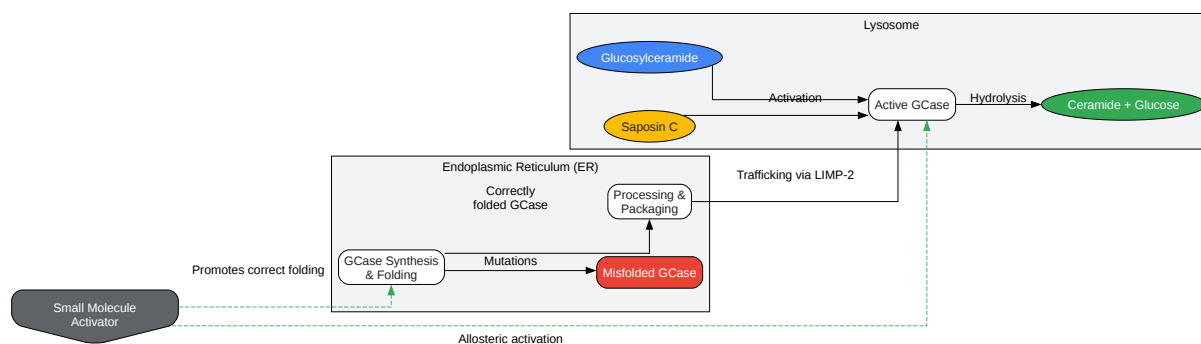 Lysosome
Glucosylceramide
Activation
Active GCase
Hydrolysis
Ceramide + Glucose
Saposin C
Endoplasmic Reticulum (ER)
Trafficking via LIMP-2
Correctly
folded GCase
Processing &
Packaging
GCase Synthesis
& Folding
Mutations
Misfolded GCase
Promotes correct folding
Small Molecule
Activator
Allosteric activation